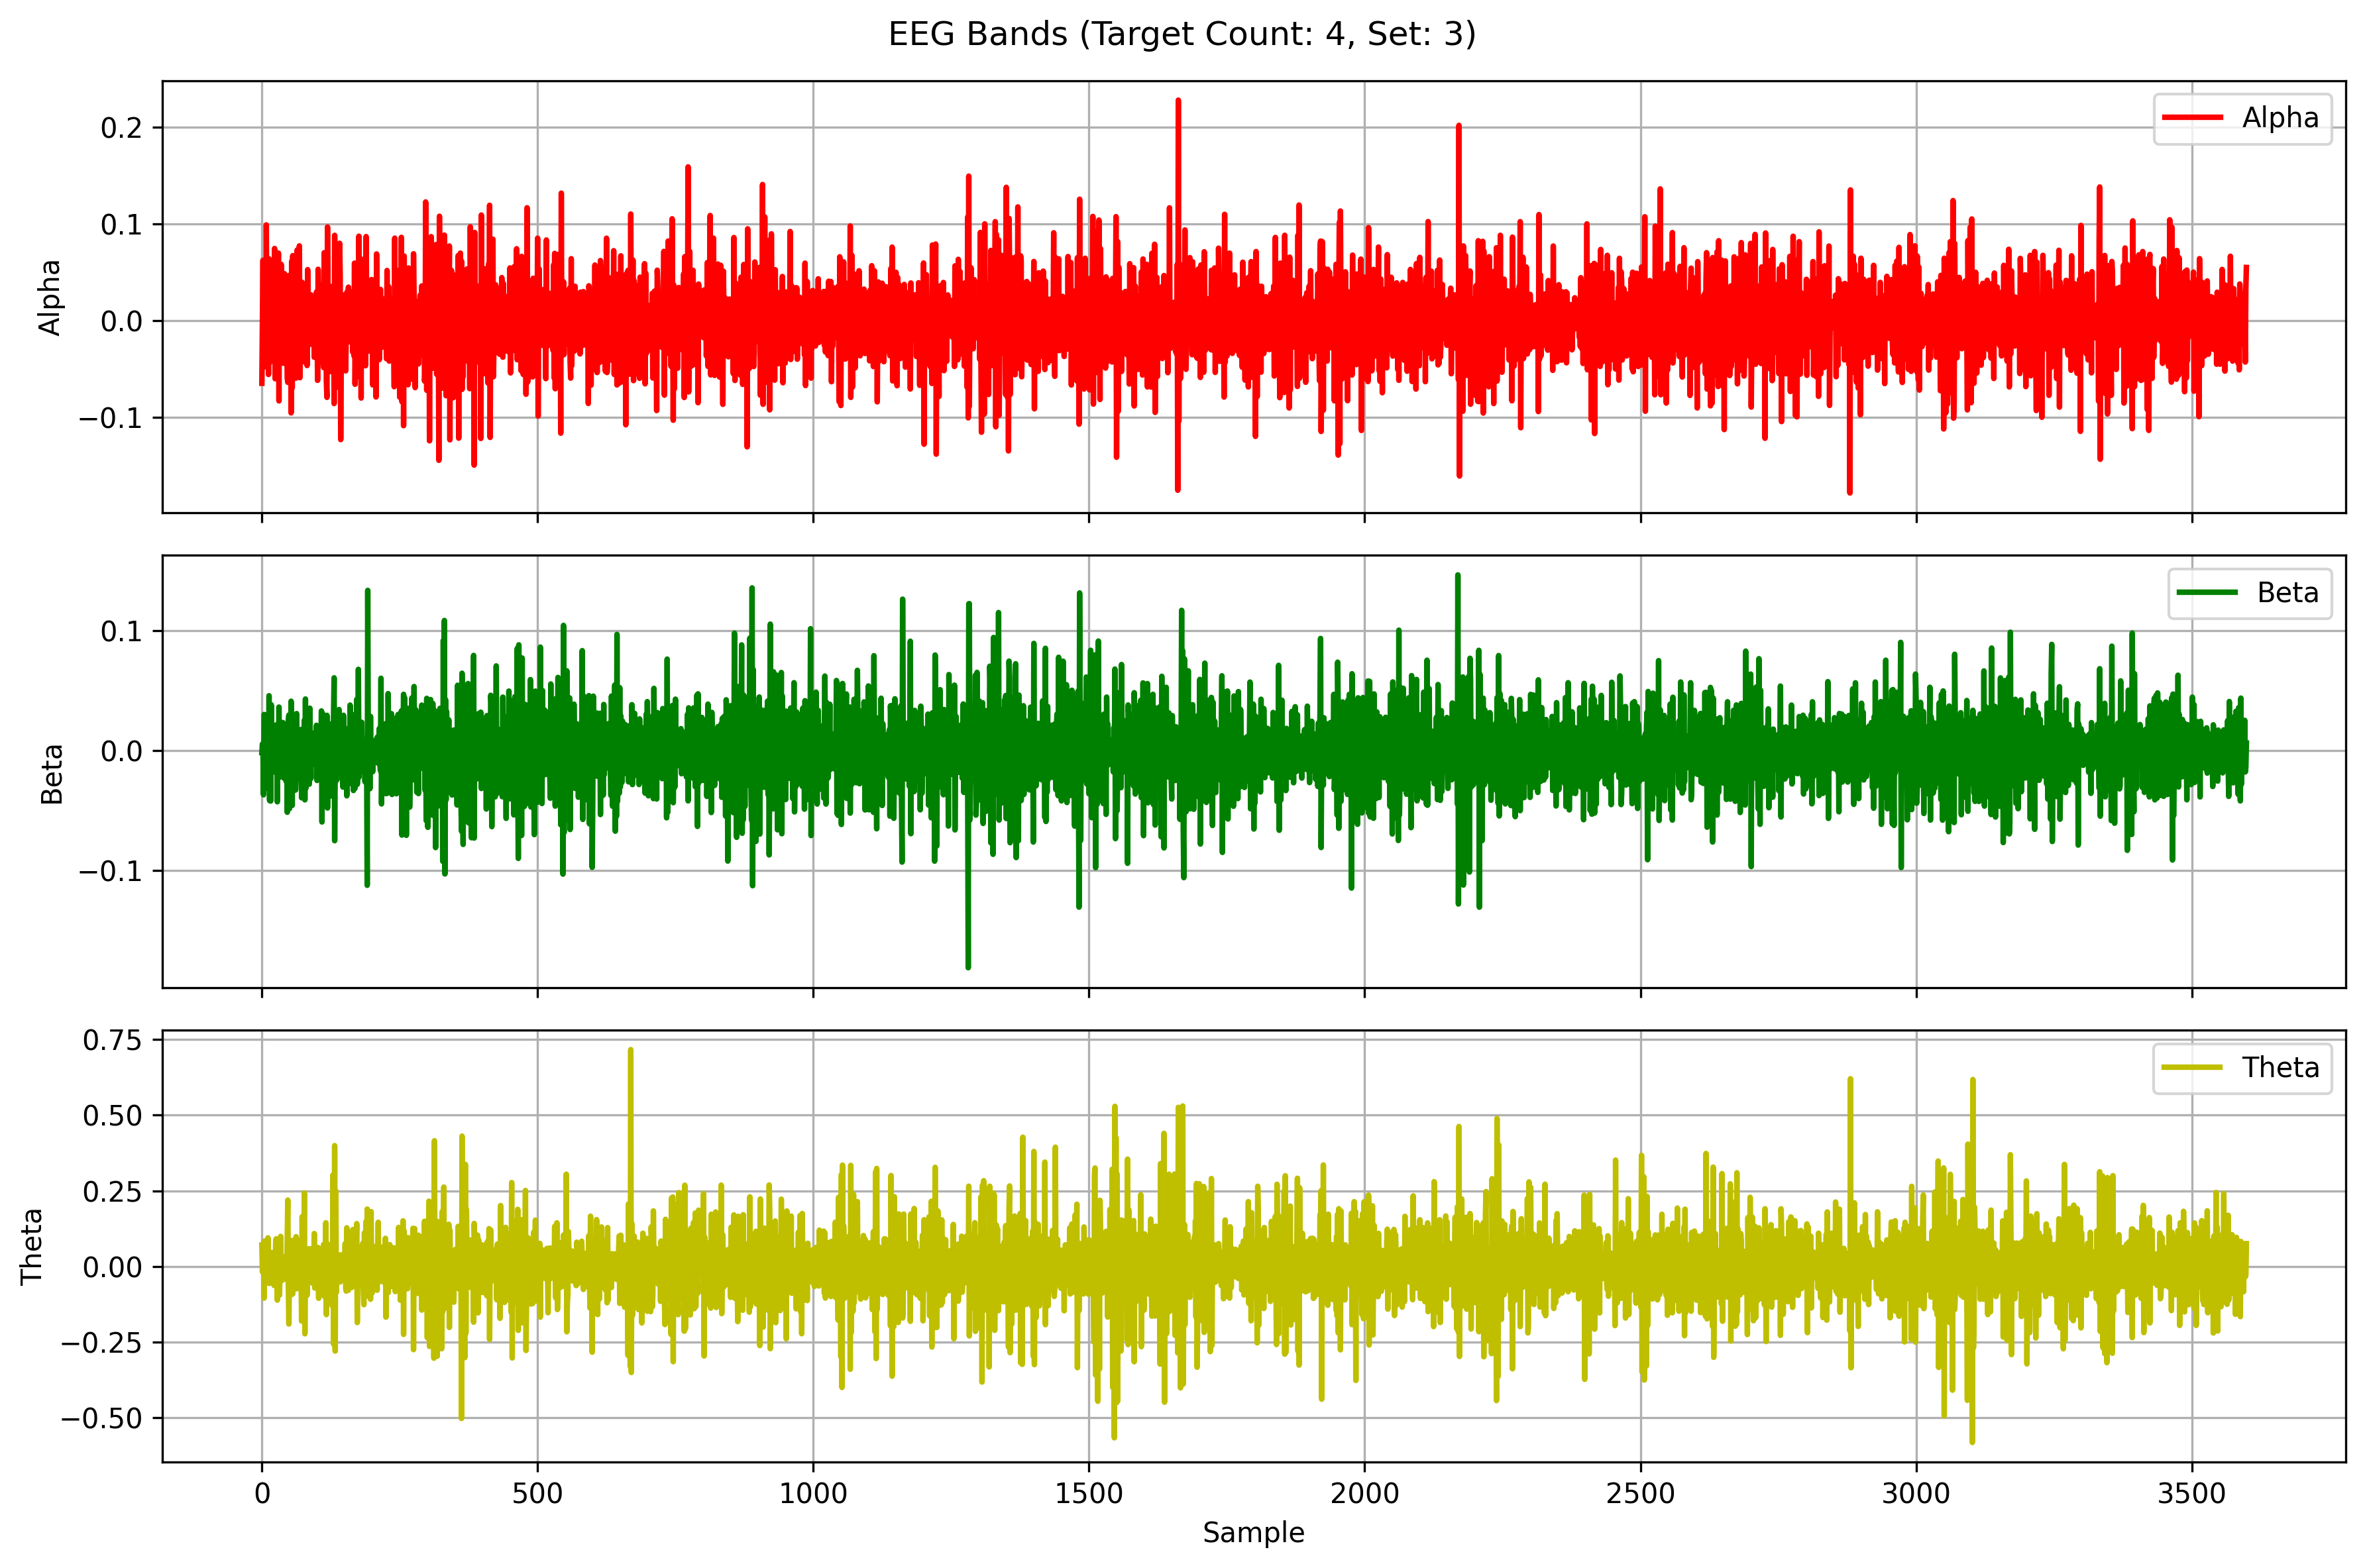 EEG Bands (Target Count: 4, Set: 3)
0.2
0.1
0.0
−0.1
Alpha
Alpha
0.1
0.0
−0.1
Beta
Beta
0.75
0.50
0.25
0.00
−0.25
−0.50
Theta
Theta
0 500 1000 1500 2000 2500 3000 3500
Sample